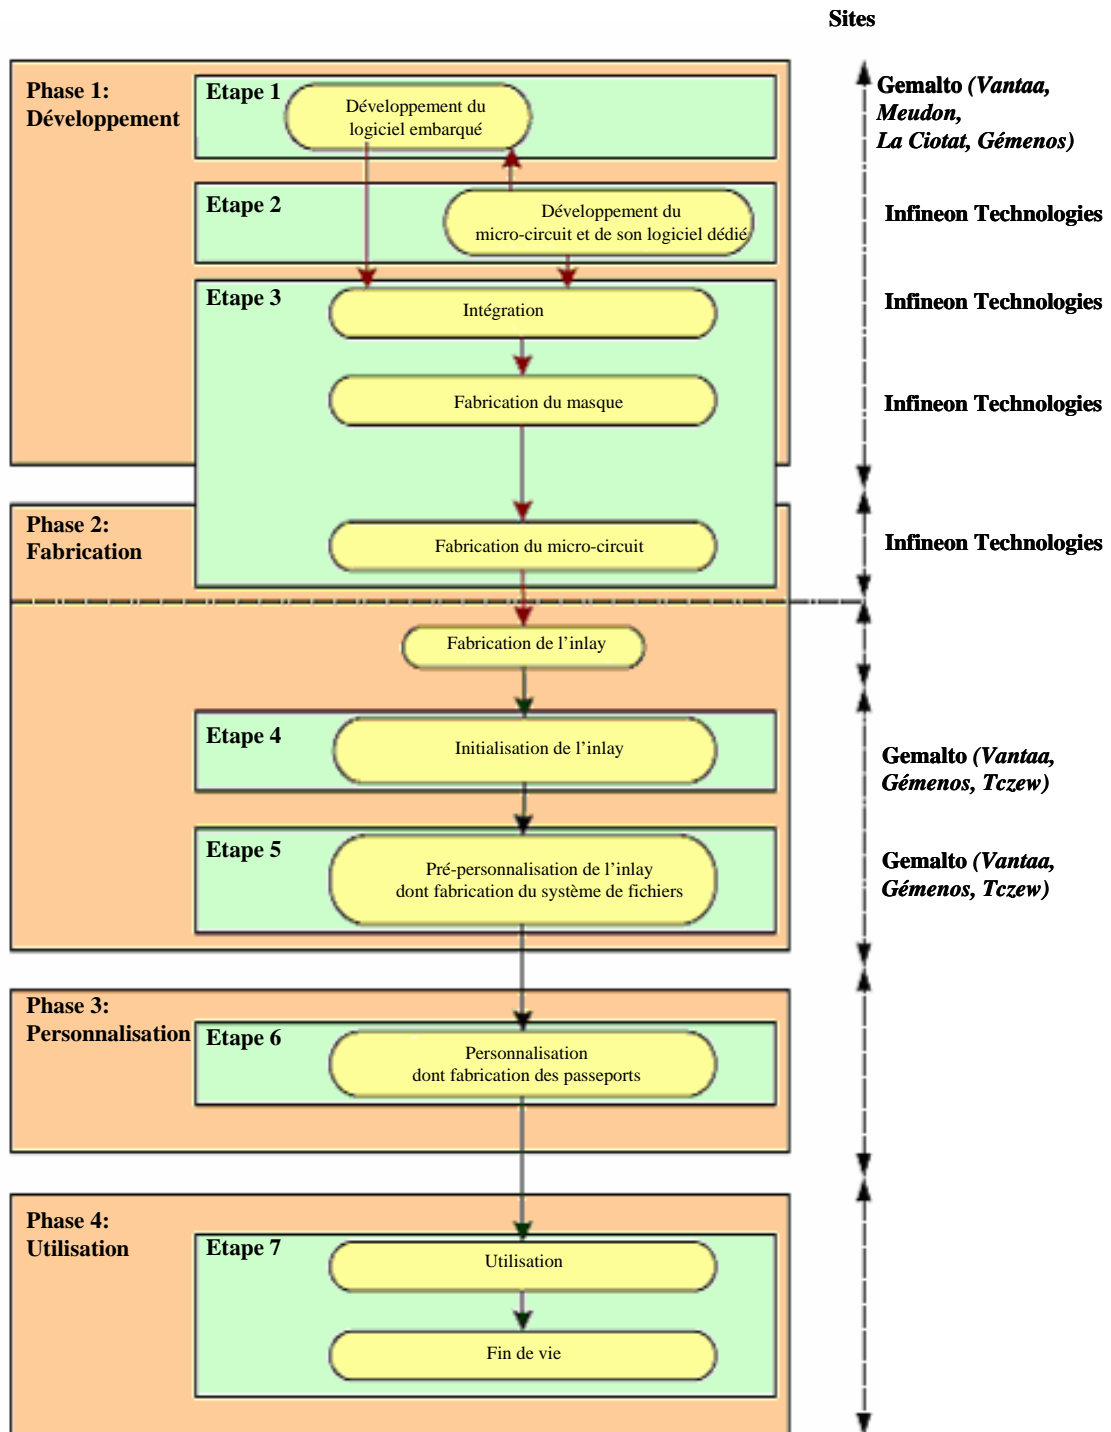 Sites
Phase 1:
Développement
Etape 1
Développement du
logiciel embarqué
Gemalto (Vantaa,
Meudon,
La Ciotat, Gémenos)
Etape 2
Développement du
micro-circuit et de son logiciel dédié
Infineon Technologies
Etape 3
Intégration
Infineon Technologies
Fabrication du masque
Infineon Technologies
Phase 2:
Fabrication
Fabrication du micro-circuit
Infineon Technologies
Fabrication de l’inlay
Etape 4
Initialisation de l’inlay
Gemalto (Vantaa,
Gémenos, Tczew)
Etape 5
Pré-personnalisation de l’inlay
dont fabrication du système de fichiers
Gemalto (Vantaa,
Gémenos, Tczew)
Phase 3:
Personnalisation
Etape 6
Personnalisation
dont fabrication des passeports
Phase 4:
Utilisation
Etape 7
Utilisation
Fin de vie